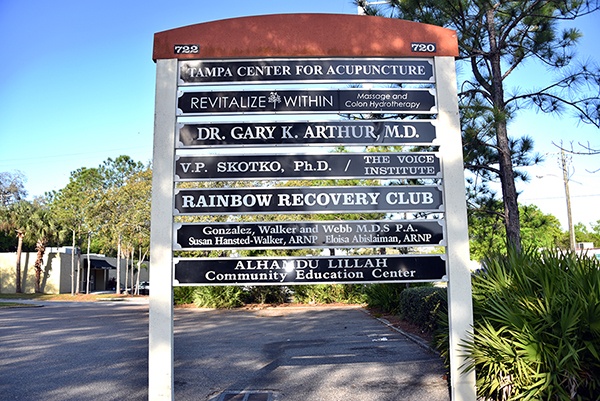 722 720
TAMPA CENTER FOR ACUPUNCTURE
REVITALIZE WITHIN Massage and
Colon Hydrotherapy
DR. GARY K. ARTHUR, M.D.
V.P. SKOTKO, Ph.D. / THE VOICE
INSTITUTE
RAINBOW RECOVERY CLUB
Gonzalez, Walker and Webb M.D.S P.A.
Susan Hansted-Walker, ARNP Eloisa Abislaiman, ARNP
ALHAMDU LILLAH
Community Education Center